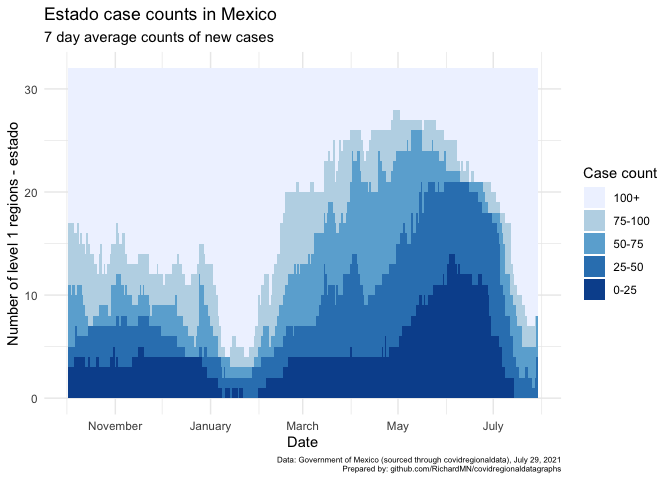 Estado case counts in Mexico
7 day average counts of new cases
Number of level 1 regions - estado
30
20
10
0
November
January
March
May
July
Date
Case count
100+
75-100
50-75
25-50
0-25
Data: Government of Mexico (sourced through covidregionaldata), July 29, 2021
Prepared by: github.com/RichardMN/covidregionaldatagraphs